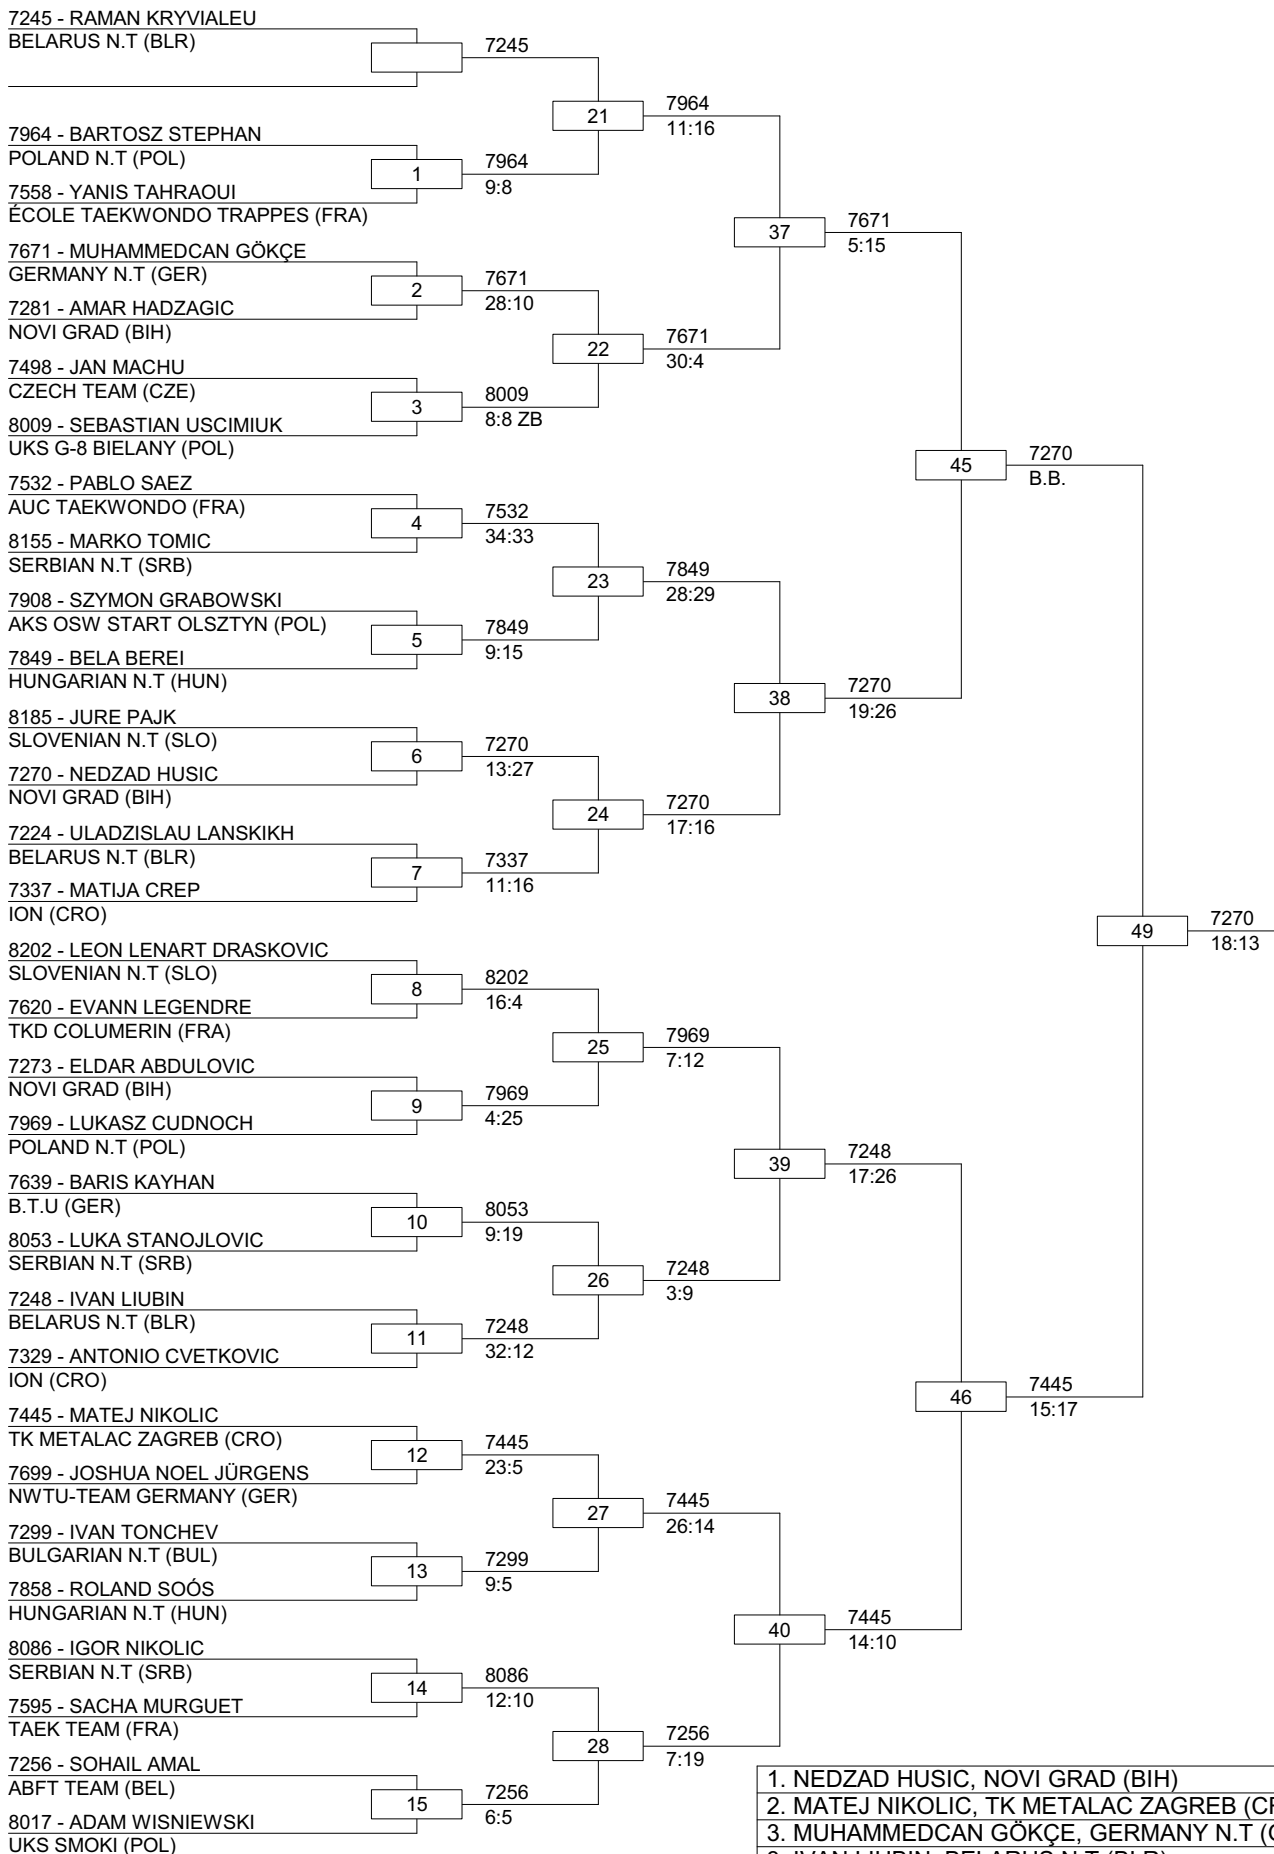 7245 - RAMAN KRYVIALEU
BELARUS N.T (BLR)
7964 - BARTOSZ STEPHAN
POLAND N.T (POL)
7558 - YANIS TAHRAOUI
ÉCOLE TAEKWONDO TRAPPES (FRA)
7671 - MUHAMMEDCAN GÖKÇE
GERMANY N.T (GER)
7281 - AMAR HADZAGIC
NOVI GRAD (BIH)
7498 - JAN MACHU
CZECH TEAM (CZE)
8009 - SEBASTIAN USCIMIUK
UKS G-8 BIELANY (POL)
7532 - PABLO SAEZ
AUC TAEKWONDO (FRA)
8155 - MARKO TOMIC
SERBIAN N.T (SRB)
7908 - SZYMON GRABOWSKI
AKS OSW START OLSZTYN (POL)
7849 - BELA BEREI
HUNGARIAN N.T (HUN)
8185 - JURE PAJK
SLOVENIAN N.T (SLO)
7270 - NEDZAD HUSIC
NOVI GRAD (BIH)
7224 - ULADZISLAU LANSKIKH
BELARUS N.T (BLR)
7337 - MATIJA CREP
ION (CRO)
8202 - LEON LENART DRASKOVIC
SLOVENIAN N.T (SLO)
7620 - EVANN LEGENDRE
TKD COLUMERIN (FRA)
7273 - ELDAR ABDULOVIC
NOVI GRAD (BIH)
7969 - LUKASZ CUDNOCH
POLAND N.T (POL)
7639 - BARIS KAYHAN
B.T.U (GER)
8053 - LUKA STANOJLOVIC
SERBIAN N.T (SRB)
7248 - IVAN LIUBIN
BELARUS N.T (BLR)
7329 - ANTONIO CVETKOVIC
ION (CRO)
7445 - MATEJ NIKOLIC
TK METALAC ZAGREB (CRO)
7699 - JOSHUA NOEL JÜRGENS
NWTU-TEAM GERMANY (GER)
7299 - IVAN TONCHEV
BULGARIAN N.T (BUL)
7858 - ROLAND SOÓS
HUNGARIAN N.T (HUN)
8086 - IGOR NIKOLIC
SERBIAN N.T (SRB)
7595 - SACHA MURGUET
TAEK TEAM (FRA)
7256 - SOHAIL AMAL
ABFT TEAM (BEL)
8017 - ADAM WISNIEWSKI
UKS SMOKI (POL)
1
2
3
4
5
6
7
8
9
10
11
12
13
14
15
7245
7964
9:8
7671
28:10
8009
8:8 ZB
7532
34:33
7849
9:15
7270
13:27
7337
11:16
8202
16:4
7969
4:25
8053
9:19
7248
32:12
7445
23:5
7299
9:5
8086
12:10
7256
6:5
21
22
23
24
25
26
27
28
7964
11:16
7671
30:4
7849
28:29
7270
17:16
7969
7:12
7248
3:9
7445
26:14
7256
7:19
37
38
39
40
7671
5:15
7270
19:26
7248
17:26
7445
14:10
45
46
7270
B.B.
7445
15:17
49
7270
18:13
1. NEDZAD HUSIC, NOVI GRAD (BIH)
2. MATEJ NIKOLIC, TK METALAC ZAGREB
3. MUHAMMEDCAN GÖKÇE, GERMANY N.T
3. IVAN LIUBIN, BELARUS N.T (BLR)